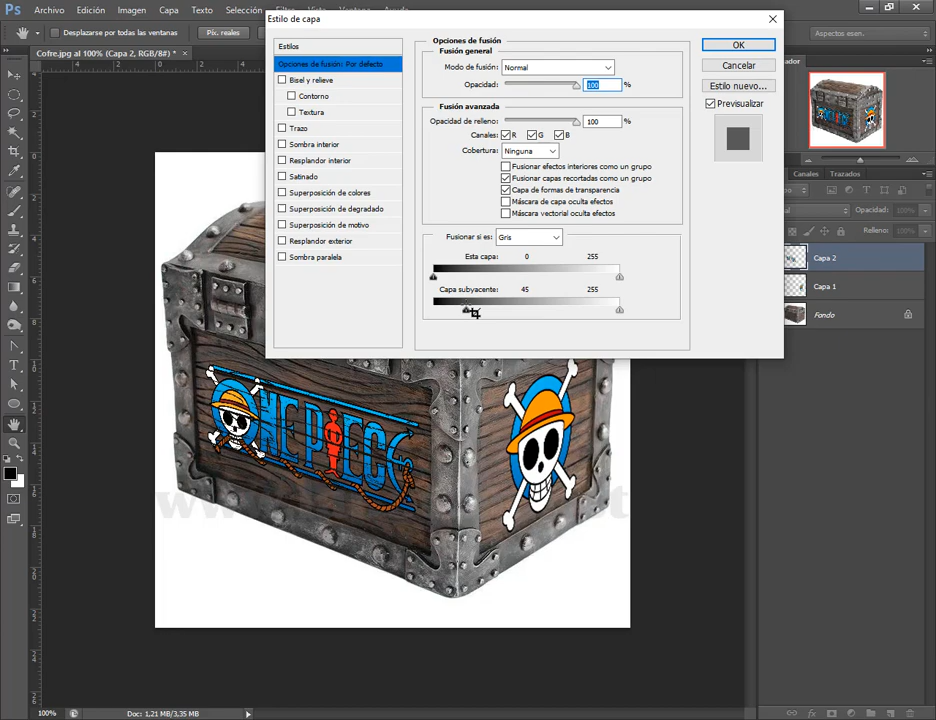 Ps Archivo Edición Imagen Capa Texto Selección
Estilo de capa
Desplazarse por todas las ventanas Píx. reales
Aspectos esen.
Cofre.jpg al 100% (Capa 2, RGB/8#) *
Estilos
Opciones de fusión: Por defecto
Bisel y relieve
Contorno
Textura
Trazo
Sombra interior
Resplandor interior
Satinado
Superposición de colores
Superposición de degradado
Superposición de motivo
Resplandor exterior
Sombra paralela
Opciones de fusión
Fusión general
Modo de fusión: Normal
Opacidad: 100 %
Fusión avanzada
Opacidad de relleno: 100 %
Canales: R G B
Cobertura: Ninguna
Fusionar efectos interiores como un grupo
Fusionar capas recortadas como un grupo
Capa de formas de transparencia
Máscara de capa oculta efectos
Máscara vectorial oculta efectos
Fusionar si es: Gris
Esta capa: 0 255
Capa subyacente: 45 255
OK
Cancelar
Estilo nuevo...
Previsualizar
Canales Trazados
Opacidad: 100%
Relleno: 100%
Capa 2
Capa 1
Fondo
NE PIECE
100% Doc: 1,21 MB/3,35 MB